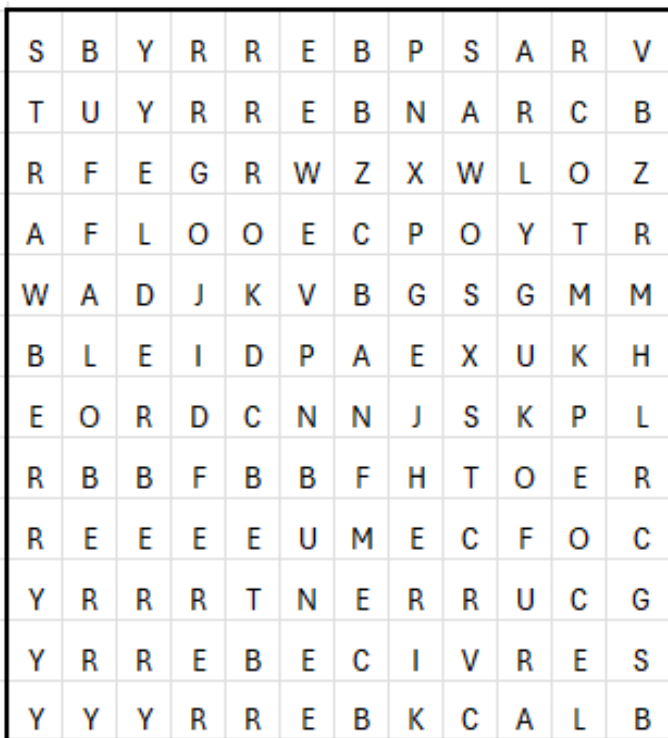 S B Y R R E B P S A R V
T U Y R R E B N A R C B
R F E G R W Z X W L O Z
A F L O O E C P O Y T R
W A D J K V B G S G M M
B L E I D P A E X U K H
E O R D C N N J S K P L
R B B F B B F H T O E R
R E E E E U M E C F O C
Y R R R T N E R R U C G
Y R R E B E C I V R E S
Y Y Y R R E B K C A L B